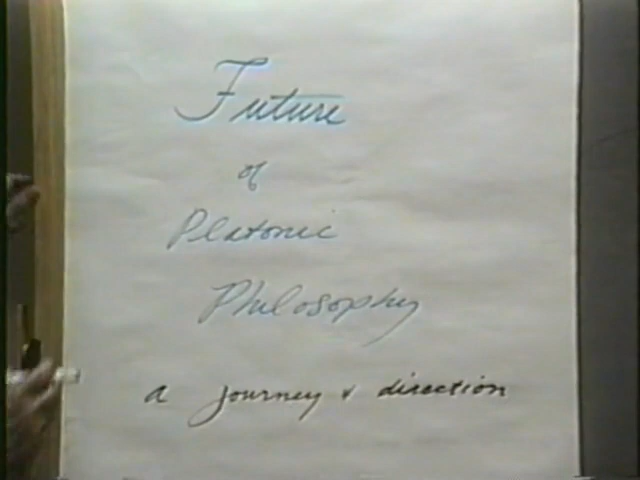 Future
of
Platonic
Philosophy
a journey & direction